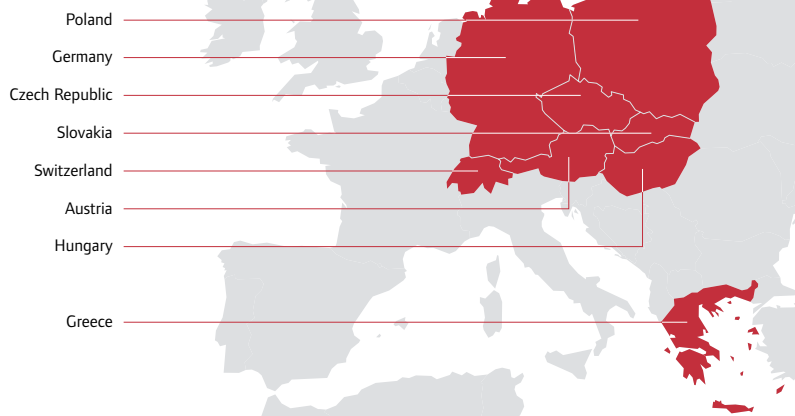 Poland
Germany
Czech Republic
Slovakia
Switzerland
Austria
Hungary
Greece